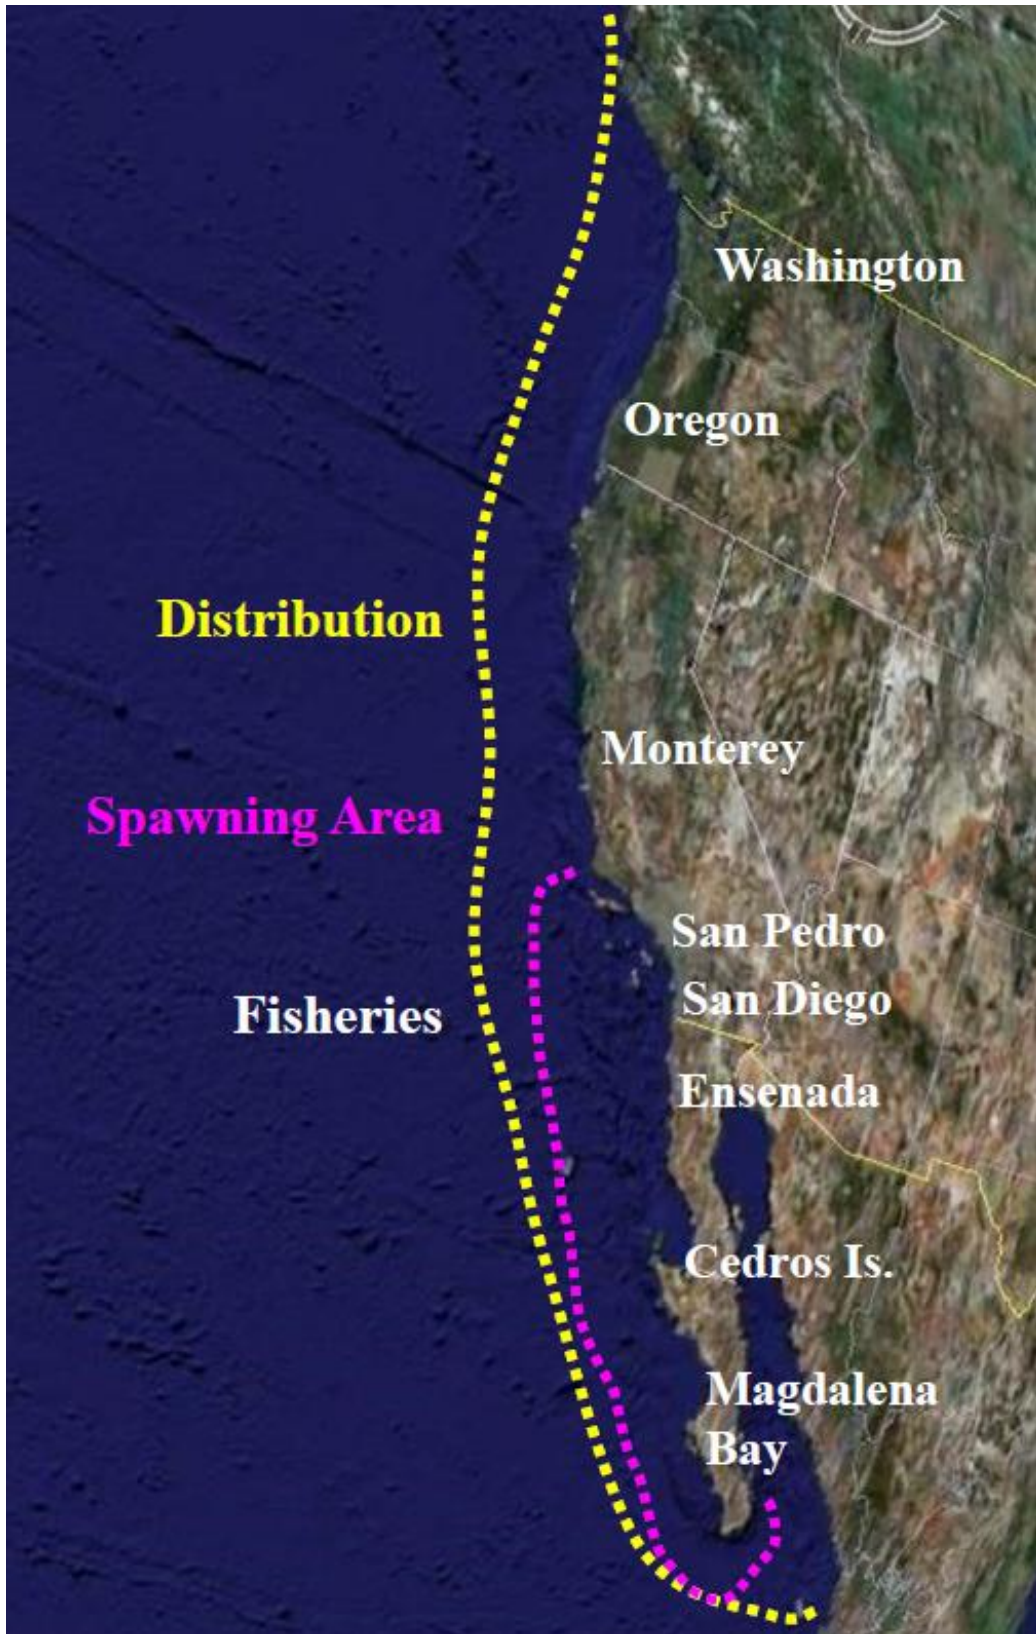 Washington
Oregon
Distribution
Monterey
Spawning Area
San Pedro
San Diego
Fisheries
Ensenada
Cedros Is.
Magdalena
Bay